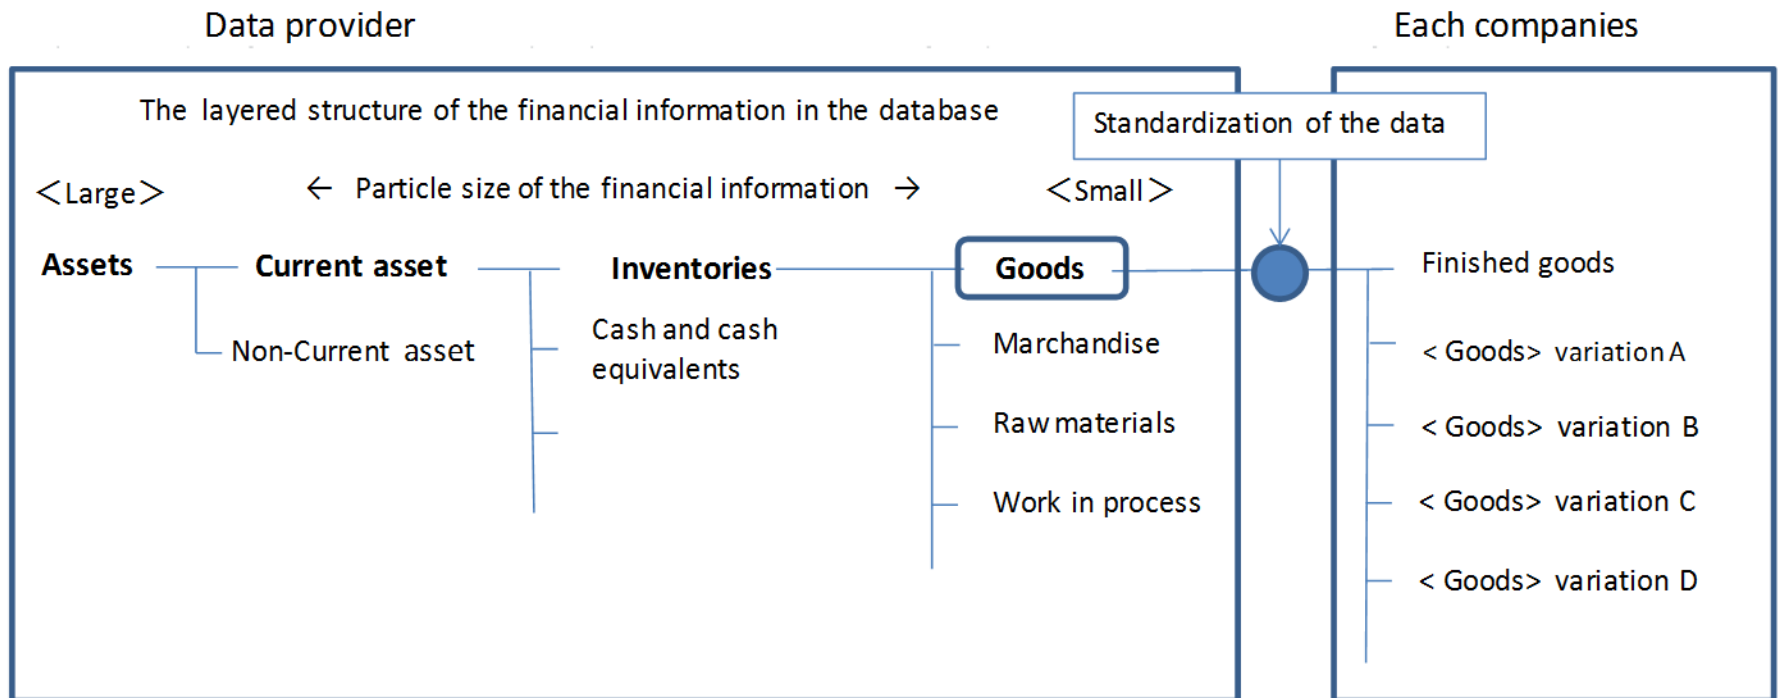 Data provider
Each companies
The layered structure of the financial information in the database
Standardization of the data
＜Large＞
← Particle size of the financial information →
＜Small＞
Assets
Current asset
Inventories
Goods
Finished goods
Non-Current asset
Cash and cash
equivalents
Marchandise
< Goods> variation A
Raw materials
< Goods> variation B
Work in process
< Goods> variation C
< Goods> variation D